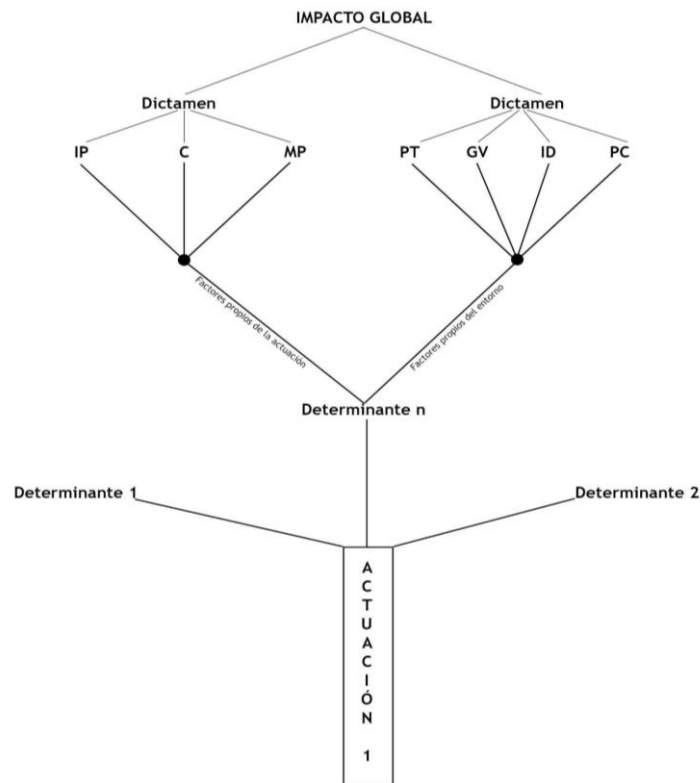 IMPACTO GLOBAL
Dictamen
Dictamen
IP
C
MP
PT
GV
ID
PC
Factores propios de la actuación
Factores propios del entorno
Determinante n
Determinante 1
Determinante 2
ACTUACIÓN 1